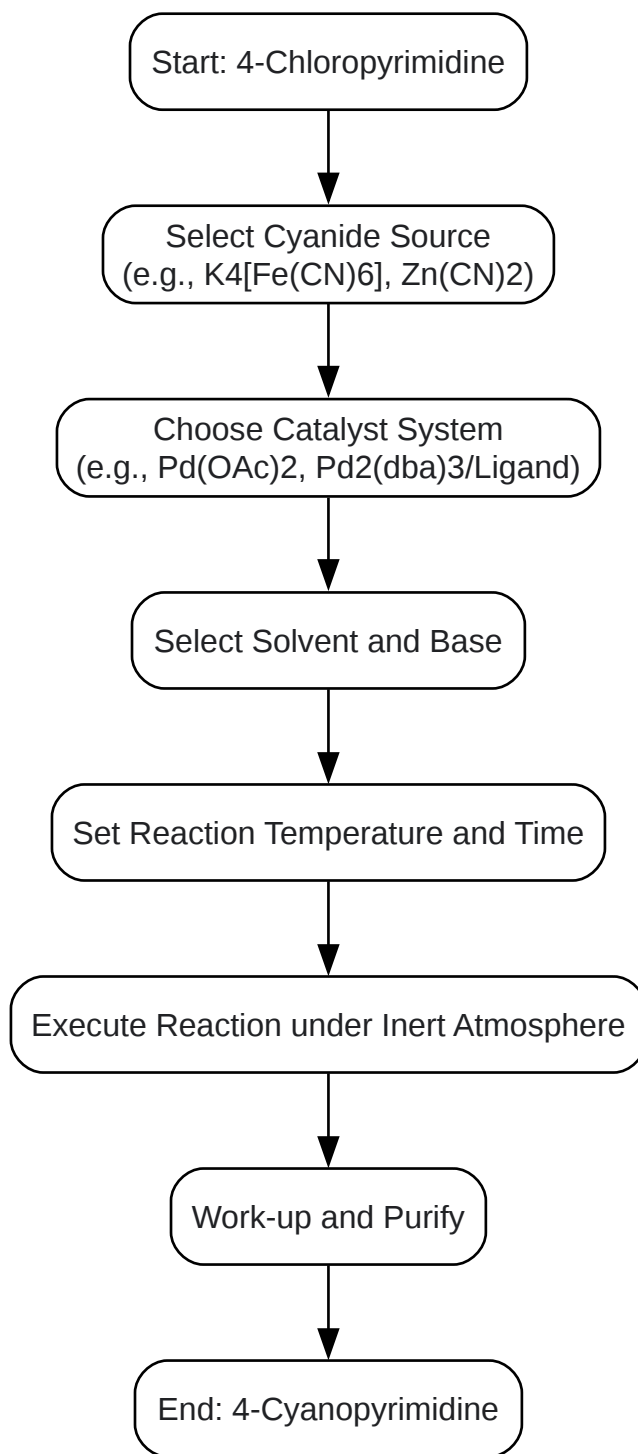 Start: 4-Chloropyrimidine
Select Cyanide Source
(e.g., K4[Fe(CN)6], Zn(CN)2)
Choose Catalyst System
(e.g., Pd(OAc)2, Pd2(dba)3/Ligand)
Select Solvent and Base
Set Reaction Temperature and Time
Execute Reaction under Inert Atmosphere
Work-up and Purify
End: 4-Cyanopyrimidine